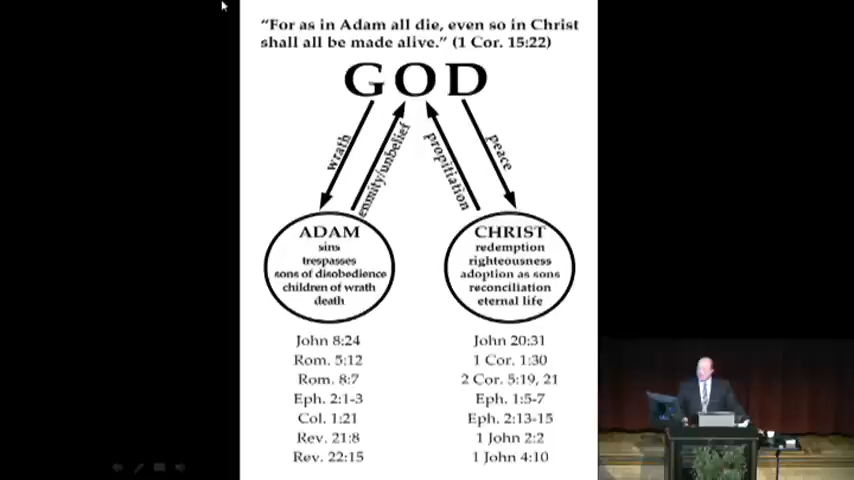 “For as in Adam all die, even so in Christ
shall all be made alive.” (1 Cor. 15:22)
GOD
wrath
enmity/unbelief
propitiation
peace
ADAM
sins
trespasses
sons of disobedience
children of wrath
death
CHRIST
redemption
righteousness
adoption as sons
reconciliation
eternal life
John 8:24
Rom. 5:12
Rom. 8:7
Eph. 2:1-3
Col. 1:21
Rev. 21:8
Rev. 22:15
John 20:31
1 Cor. 1:30
2 Cor. 5:19, 21
Eph. 1:5-7
Eph. 2:13-15
1 John 2:2
1 John 4:10